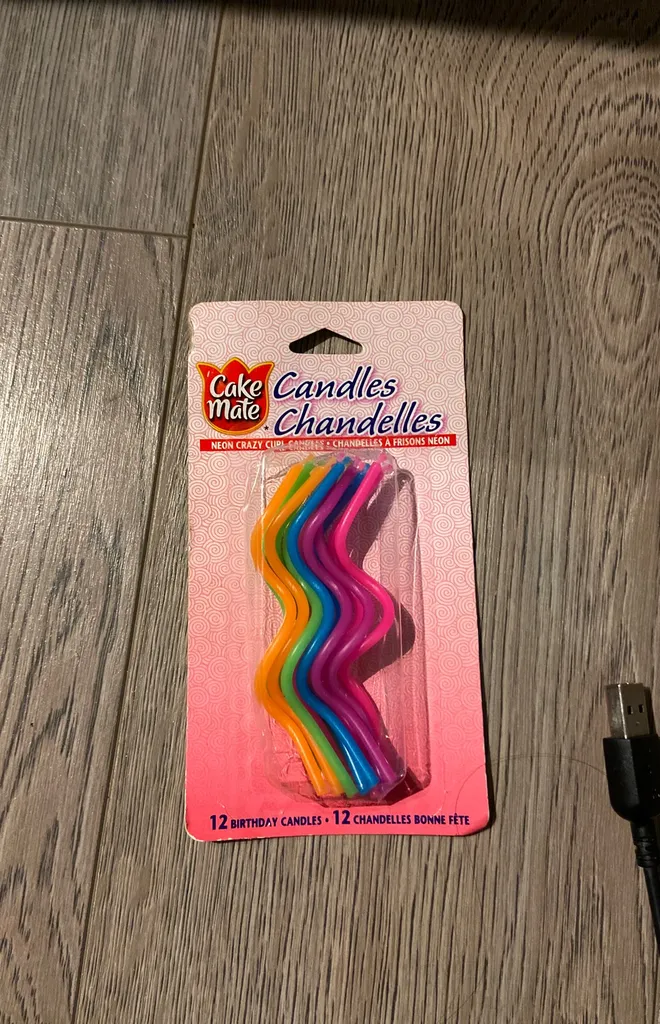 Cake
Mate
Candles
Chandelles
NEON CRAZY CURL CANDLES • CHANDELLES À FRISONS NÉON
12 BIRTHDAY CANDLES • 12 CHANDELLES BONNE FÊTE